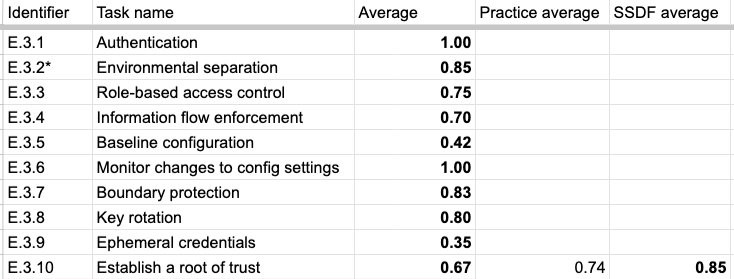 Identifier Task name Average Practice average SSDF average
E.3.1 Authentication 1.00
E.3.2* Environmental separation 0.85
E.3.3 Role-based access control 0.75
E.3.4 Information flow enforcement 0.70
E.3.5 Baseline configuration 0.42
E.3.6 Monitor changes to config settings 1.00
E.3.7 Boundary protection 0.83
E.3.8 Key rotation 0.80
E.3.9 Ephemeral credentials 0.35
E.3.10 Establish a root of trust 0.67 0.74 0.85